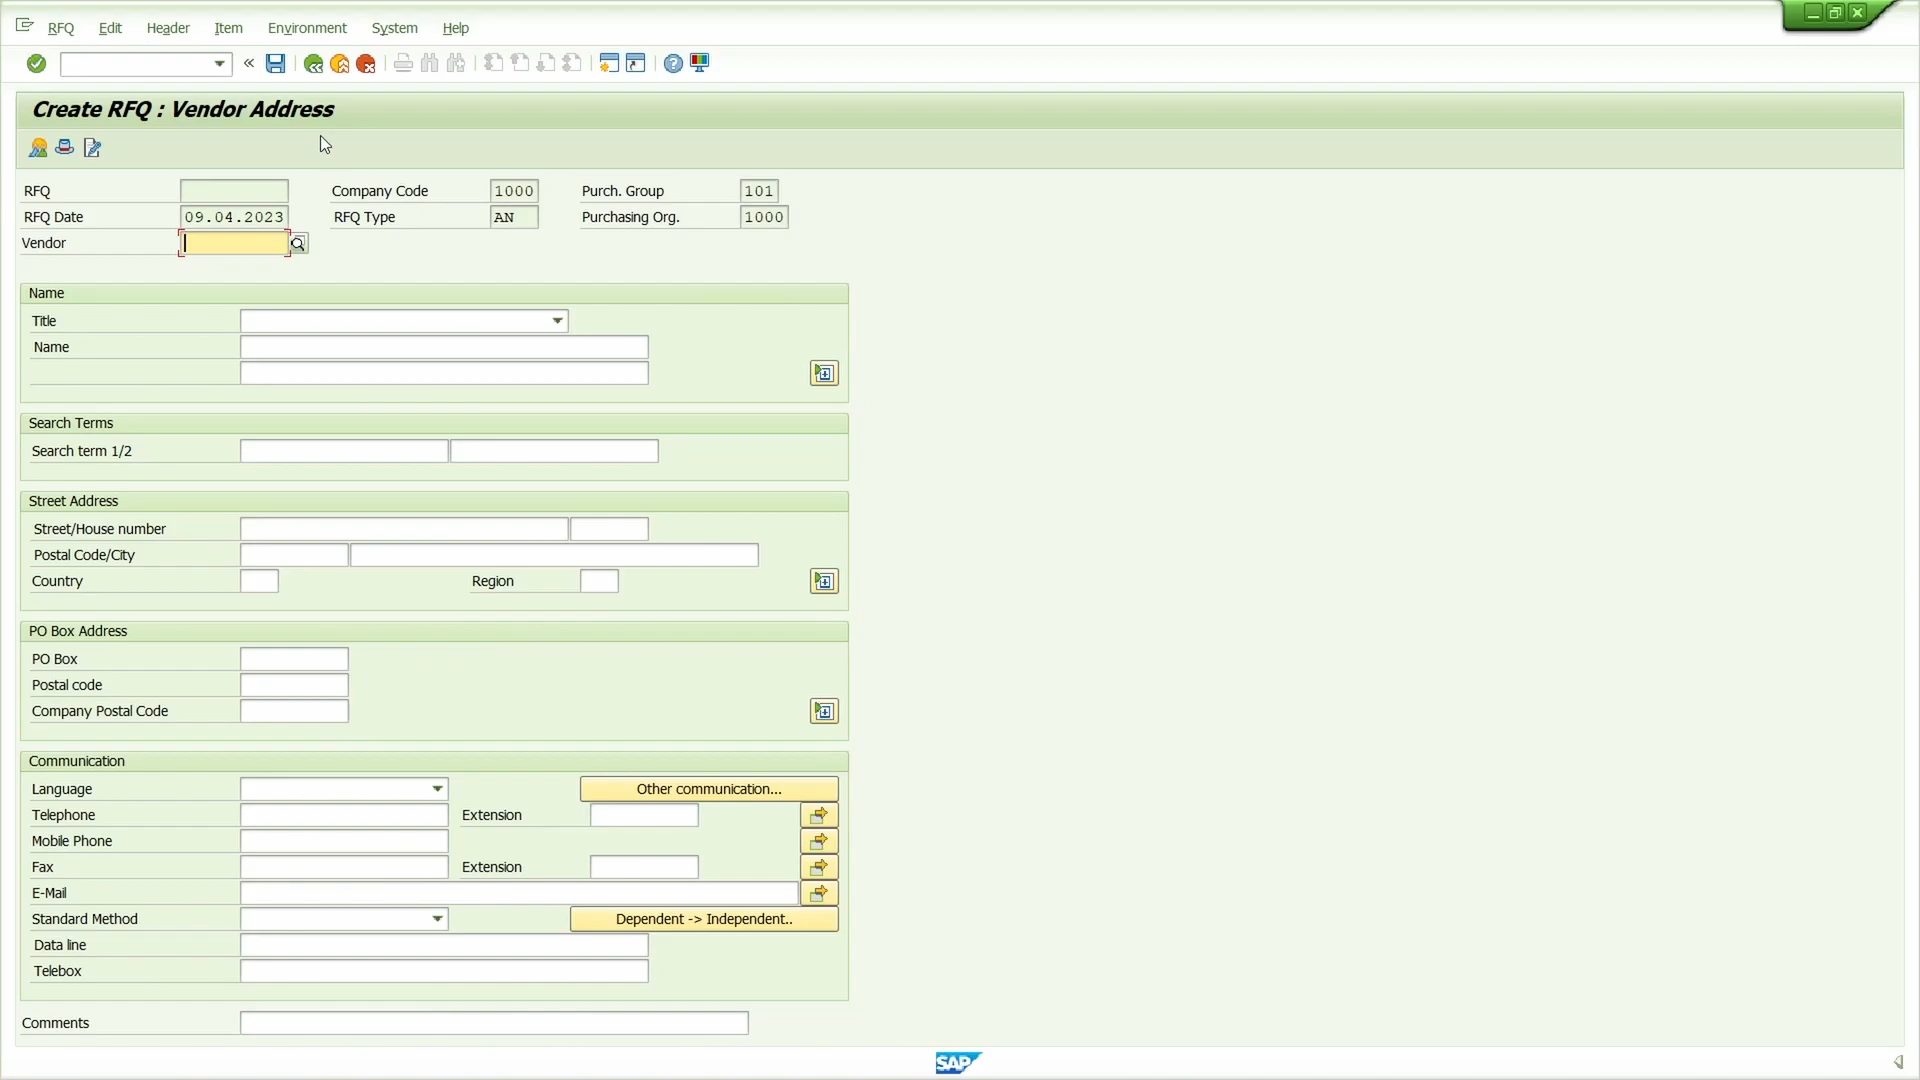 RFQ Edit Header Item Environment System Help
Create RFQ : Vendor Address
RFQ Company Code 1000 Purch. Group 101
RFQ Date 09.04.2023 RFQ Type AN Purchasing Org. 1000
Vendor
Name
Title
Name
Search Terms
Search term 1/2
Street Address
Street/House number
Postal Code/City
Country Region
PO Box Address
PO Box
Postal code
Company Postal Code
Communication
Language Other communication...
Telephone Extension
Mobile Phone
Fax Extension
E-Mail
Standard Method Dependent -> Independent..
Data line
Telebox
Comments
SAP